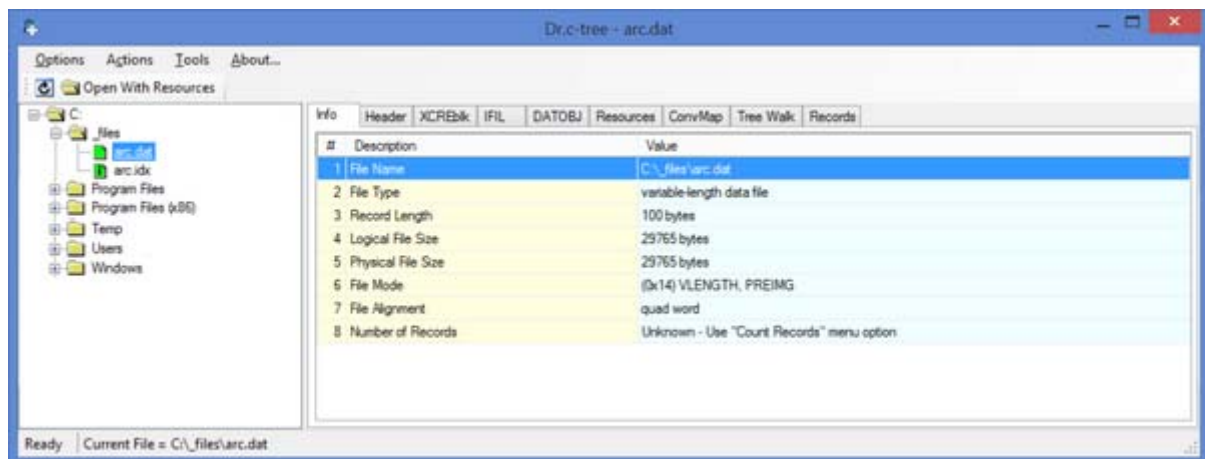 Dr.c-tree - arc.dat
Options Actions Tools About...
Open With Resources
C:
_files
arc.dat
arc.idx
Program Files
Program Files (x86)
Temp
Users
Windows
Info Header XCREblk IFIL DATOBJ Resources ConvMap Tree Walk Records
# Description Value
1 File Name C:\_files\arc.dat
2 File Type variable-length data file
3 Record Length 100 bytes
4 Logical File Size 29765 bytes
5 Physical File Size 29765 bytes
6 File Mode (0x14) VLENGTH, PREIMG
7 File Alignment quad word
8 Number of Records Unknown - Use "Count Records" menu option
Ready Current File = C:\_files\arc.dat